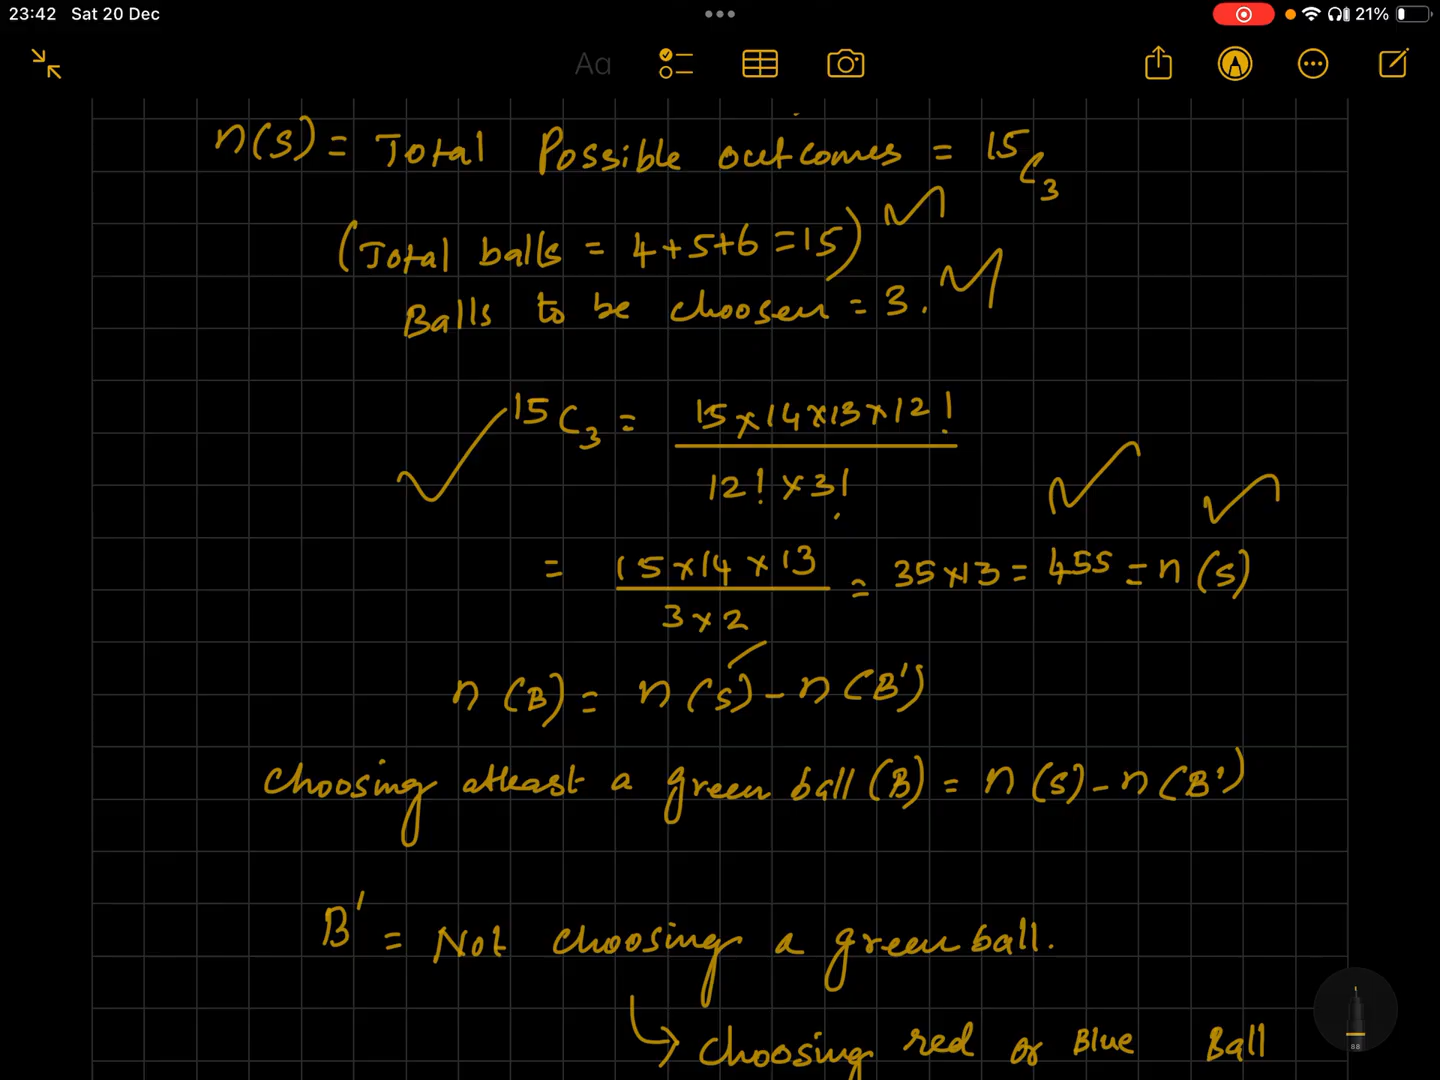 23:42 Sat 20 Dec
21%
Aa
n(S) = Total Possible outcomes = 15C3
(Total balls = 4+5+6 = 15)
Balls to be choosen = 3.
15C3 = 15×14×13×12!
12! × 3!
= 15×14×13 = 35×13 = 455 = n(S)
3×2
n(B) = n(S) - n(B')
Choosing atleast a green ball (B) = n(S) - n(B')
B' = Not choosing a green ball.
↳ Choosing red or Blue Ball
88